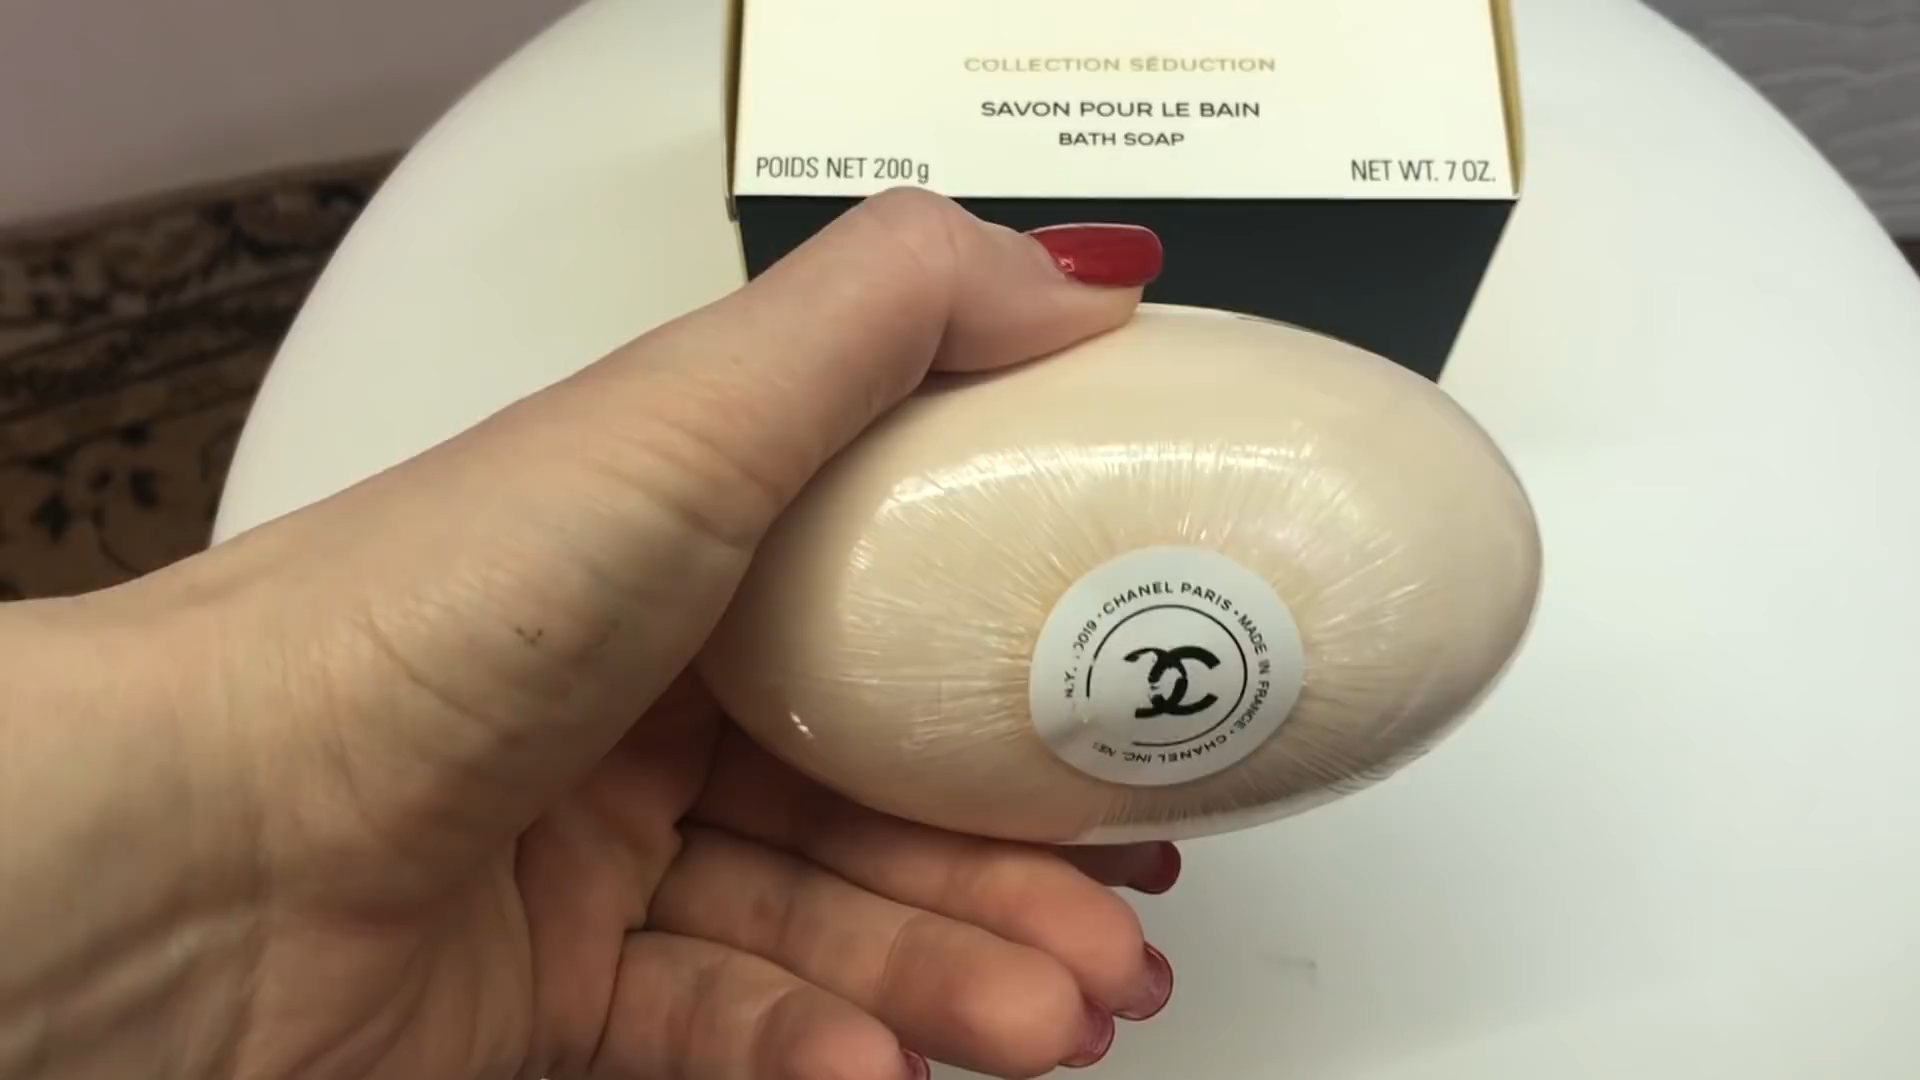 COLLECTION SÉDUCTION
SAVON POUR LE BAIN
BATH SOAP
POIDS NET 200 g
NET WT. 7 OZ.
· CHANEL PARIS · MADE IN FRANCE · CHANEL INC. N.Y. 0019